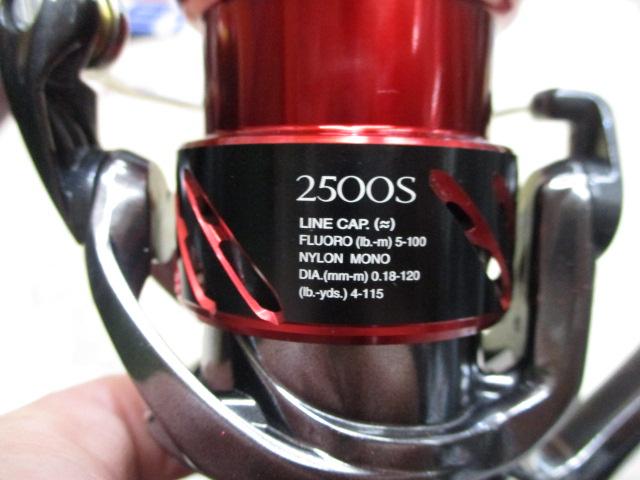 2500S
LINE CAP. (≈)
FLUORO (lb.-m) 5-100
NYLON MONO
DIA.(mm-m) 0.18-120
(lb.-yds.) 4-115